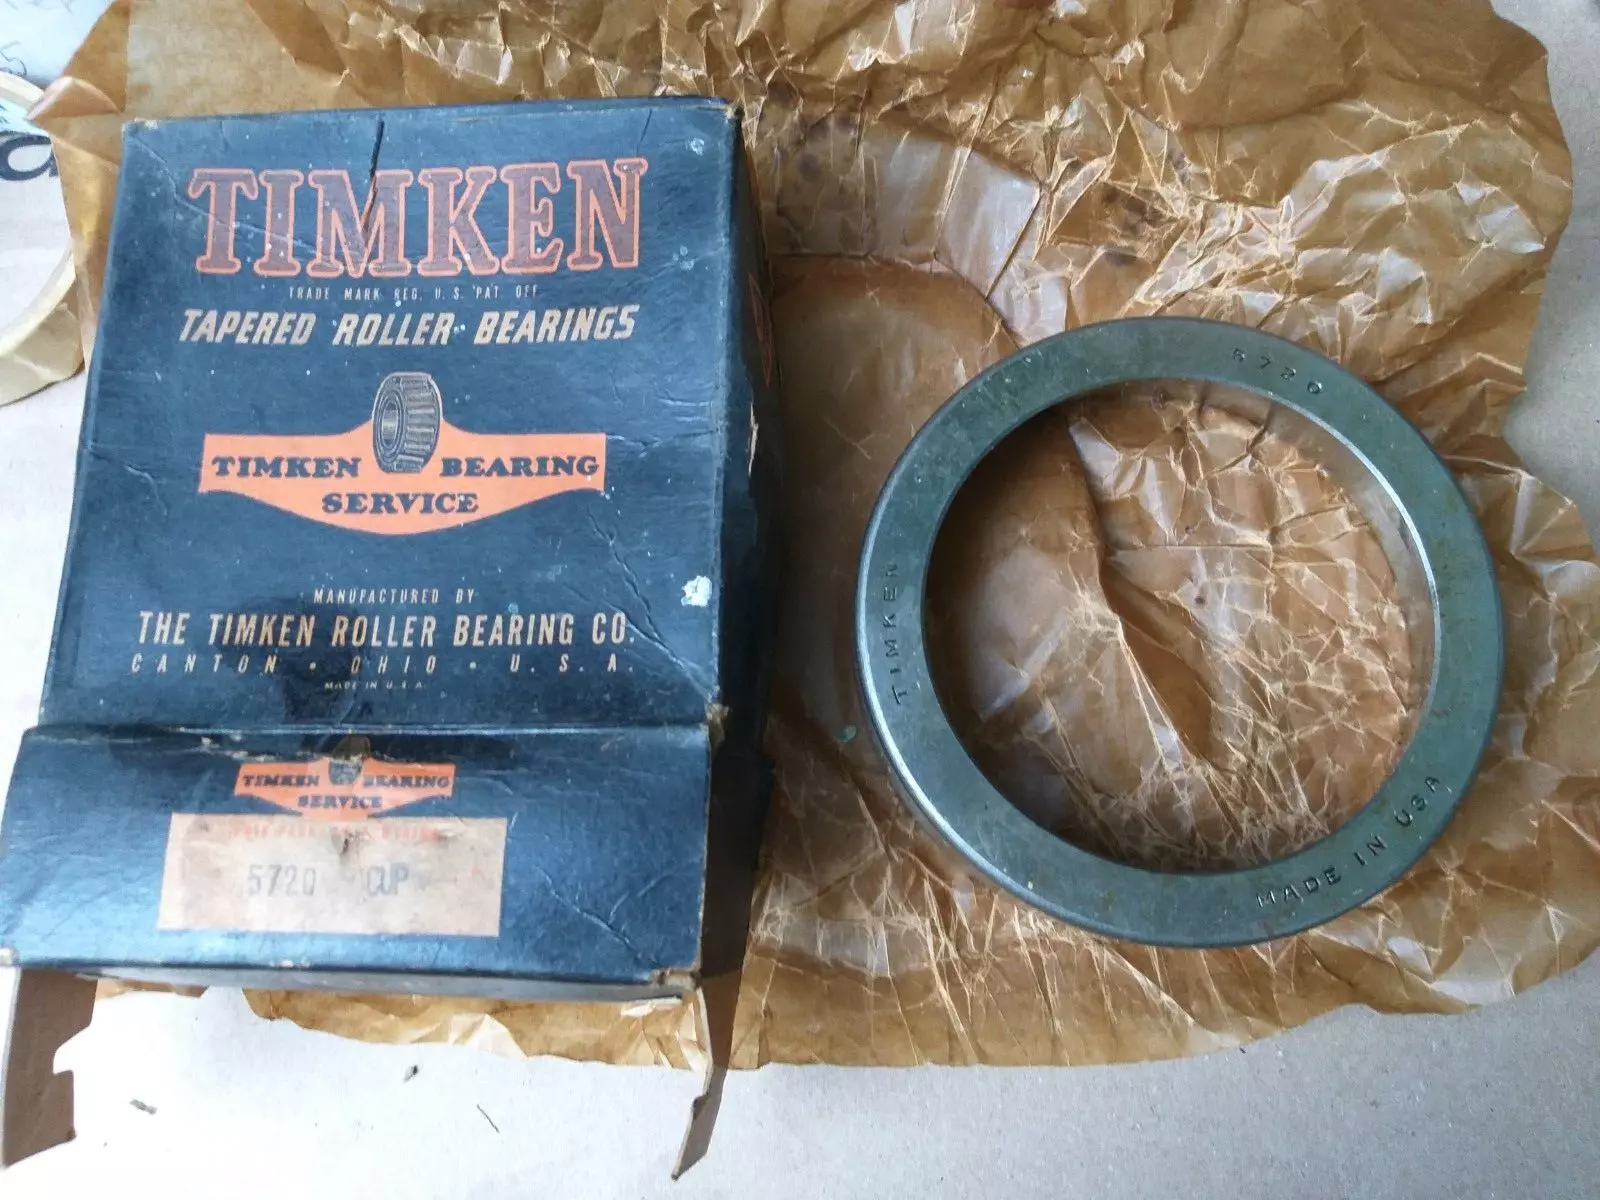 TIMKEN
TRADE MARK REG. U.S. PAT. OFF.
TAPERED ROLLER BEARINGS
TIMKEN BEARING
SERVICE
MANUFACTURED BY
THE TIMKEN ROLLER BEARING CO.
CANTON • OHIO • U.S.A.
MADE IN U.S.A.
TIMKEN BEARING
SERVICE
5720 CUP
5720
TIMKEN
MADE IN USA